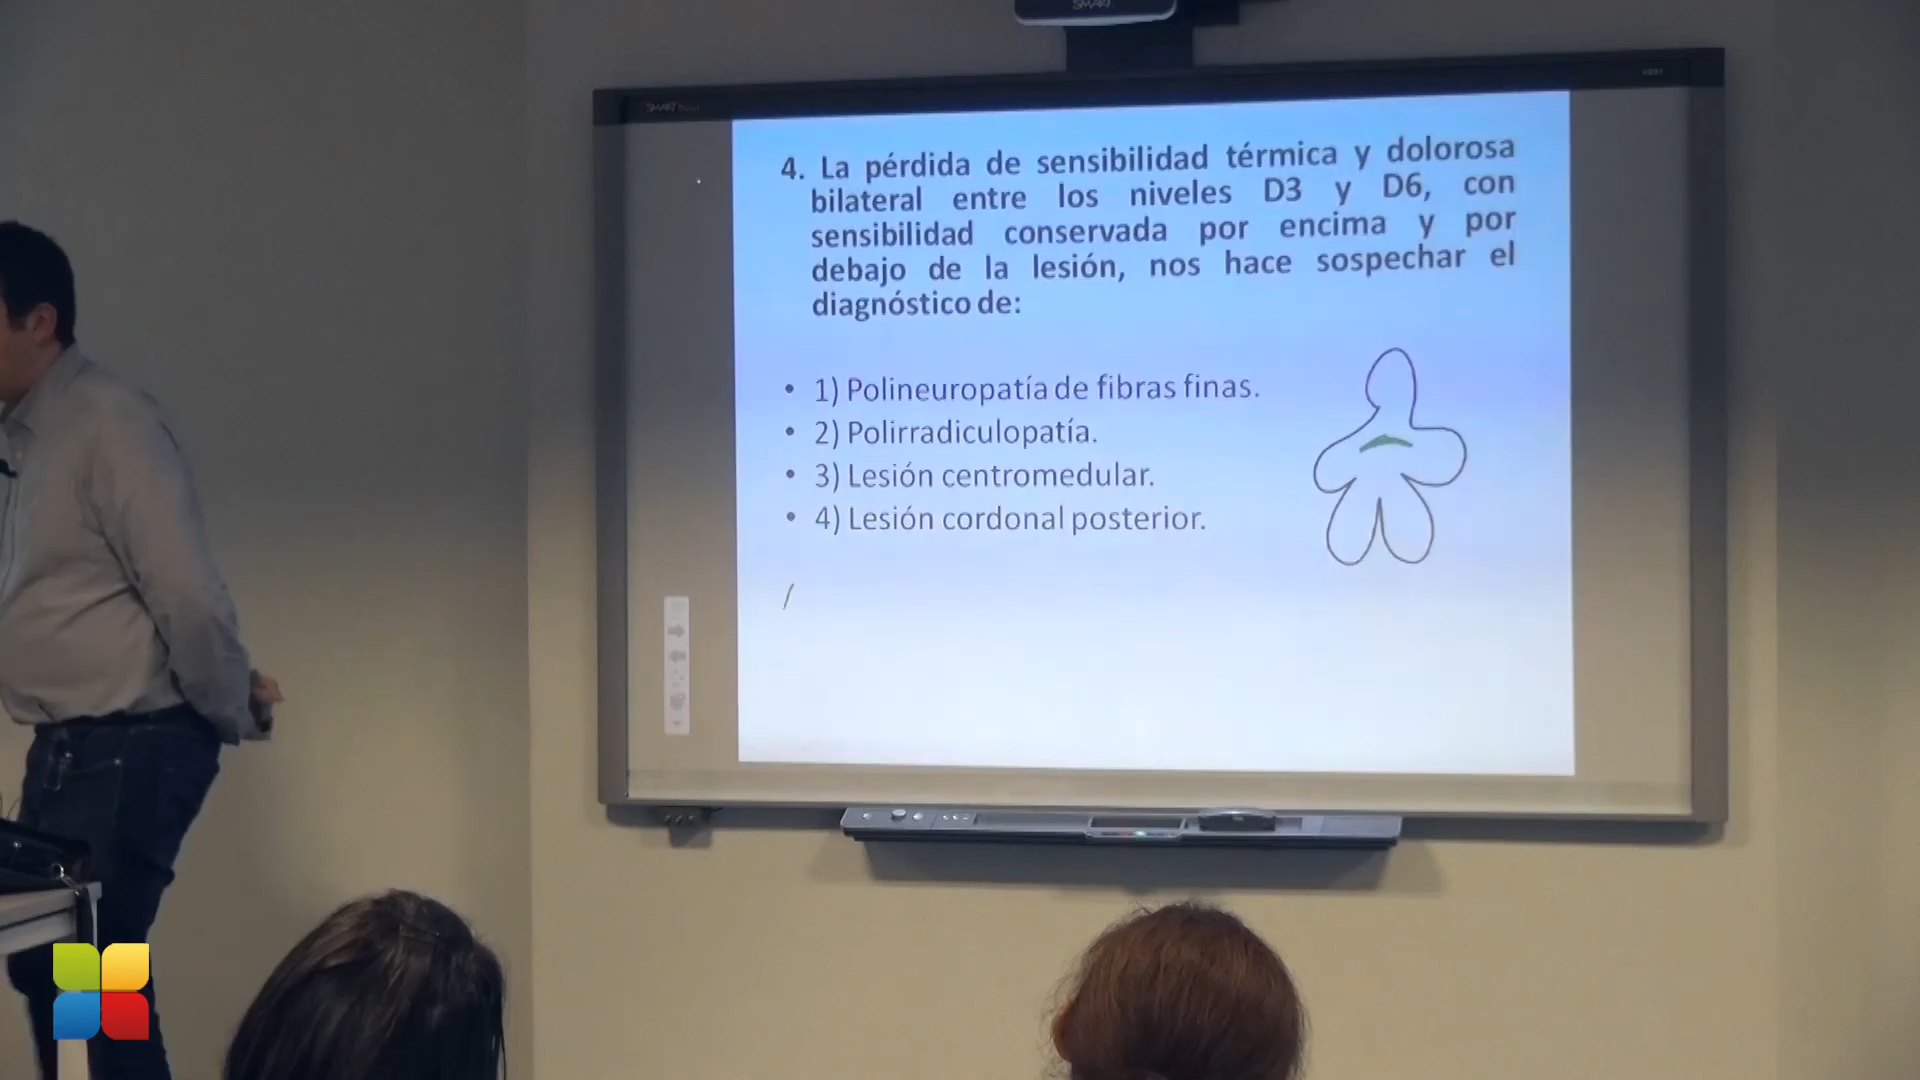 SMART
SMART
4. La pérdida de sensibilidad térmica y dolorosa
bilateral entre los niveles D3 y D6, con
sensibilidad conservada por encima y por
debajo de la lesión, nos hace sospechar el
diagnóstico de:
• 1) Polineuropatía de fibras finas.
• 2) Polirradiculopatía.
• 3) Lesión centromedular.
• 4) Lesión cordonal posterior.